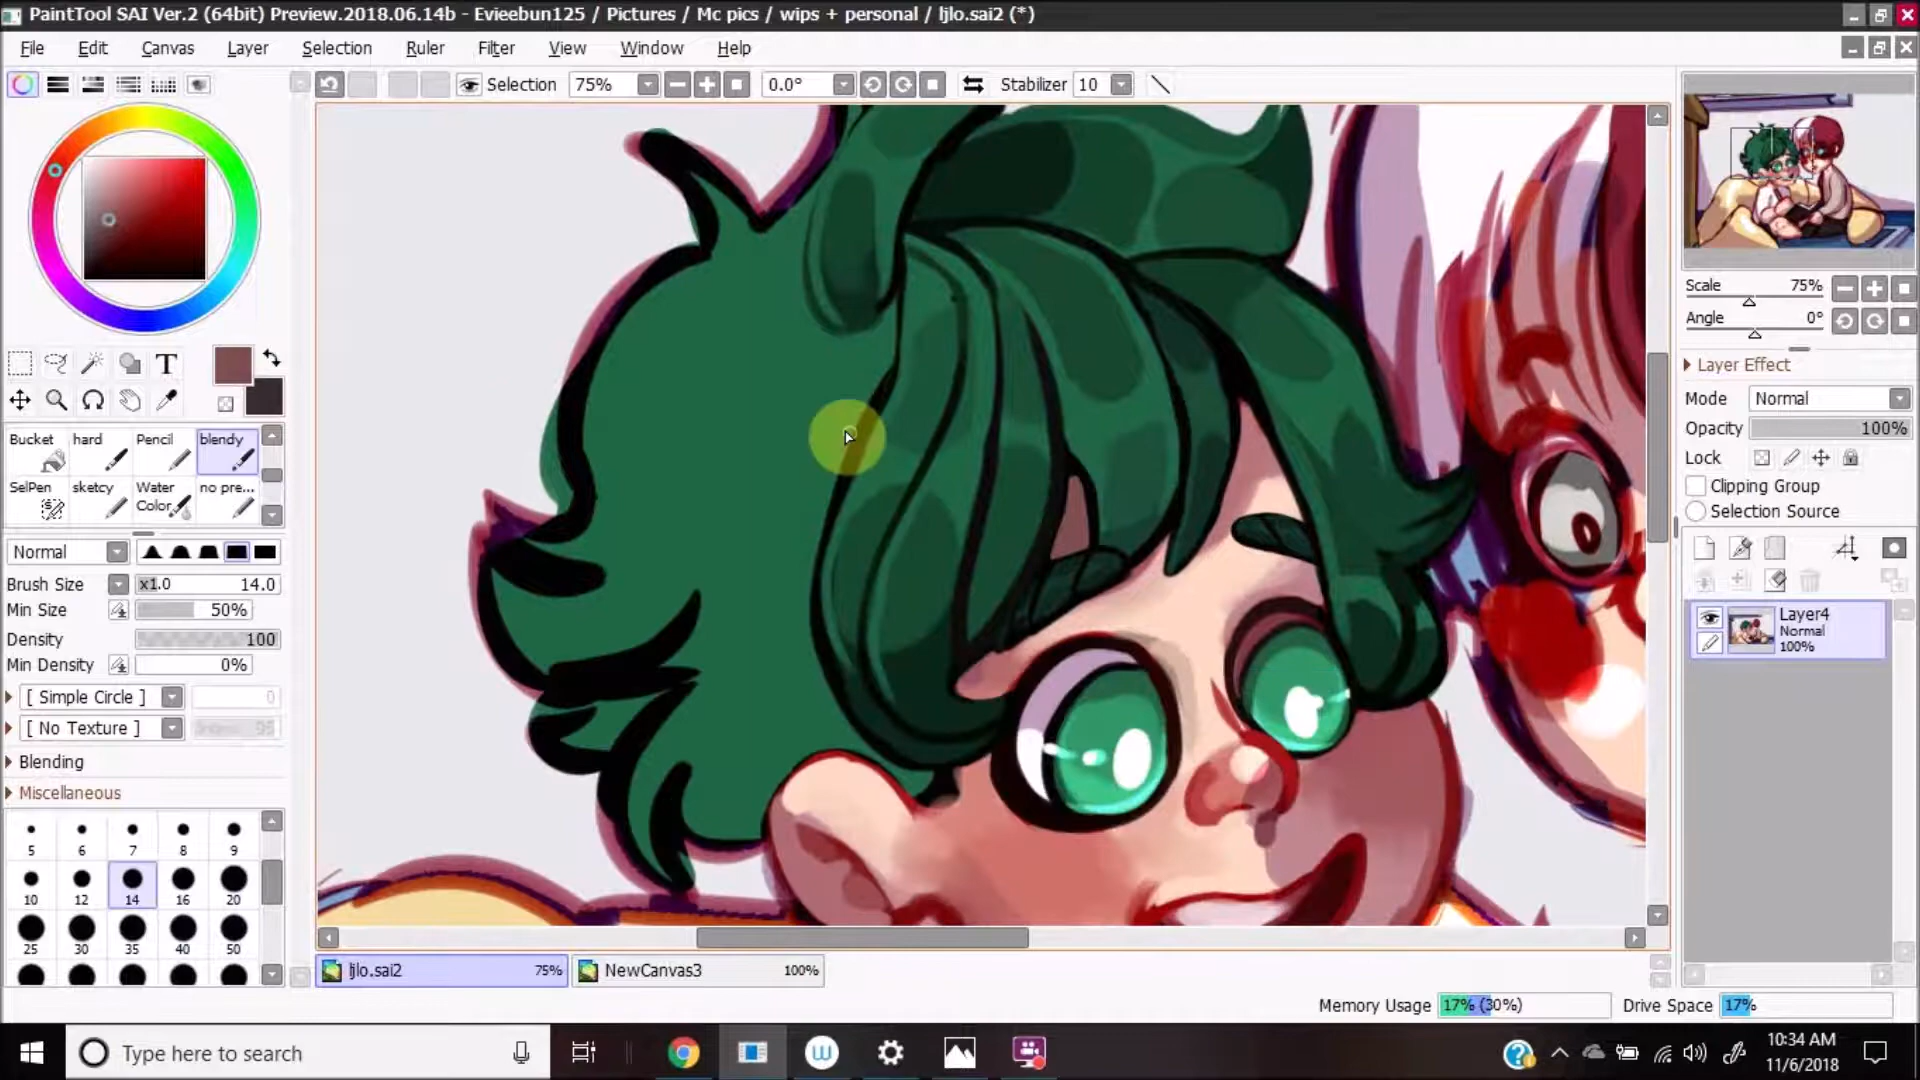 PaintTool SAI Ver.2 (64bit) Preview.2018.06.14b - Evieebun125 / Pictures / Mc pics / wips + personal / ljlo.sai2 (*)
File Edit Canvas Layer Selection Ruler Filter View Window Help
Selection 75% 0.0° Stabilizer 10
Scale 75%
Angle 0°
Layer Effect
Mode Normal
Opacity 100%
Lock
Clipping Group
Selection Source
T
Bucket hard Pencil blendy
SelPen sketcy Water Color no pre...
Normal
Brush Size x1.0 14.0
Min Size 50%
Density 100
Min Density 0%
[ Simple Circle ] 0
[ No Texture ] 95
Blending
Miscellaneous
5 6 7 8 9
10 12 14 16 20
25 30 35 40 50
Layer4
Normal
100%
ljlo.sai2 75% NewCanvas3 100%
Memory Usage 17% (30%) Drive Space 17%
Type here to search
10:34 AM
11/6/2018